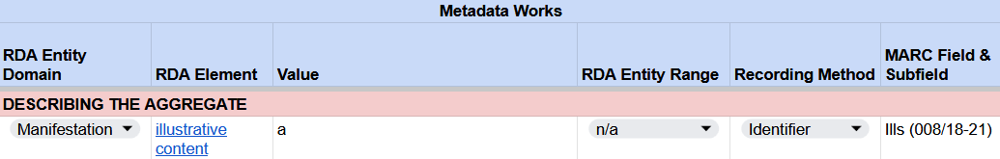 Metadata Works
RDA Entity Domain RDA Element Value RDA Entity Range Recording Method MARC Field & Subfield
DESCRIBING THE AGGREGATE
Manifestation illustrative content a n/a Identifier Ills (008/18-21)